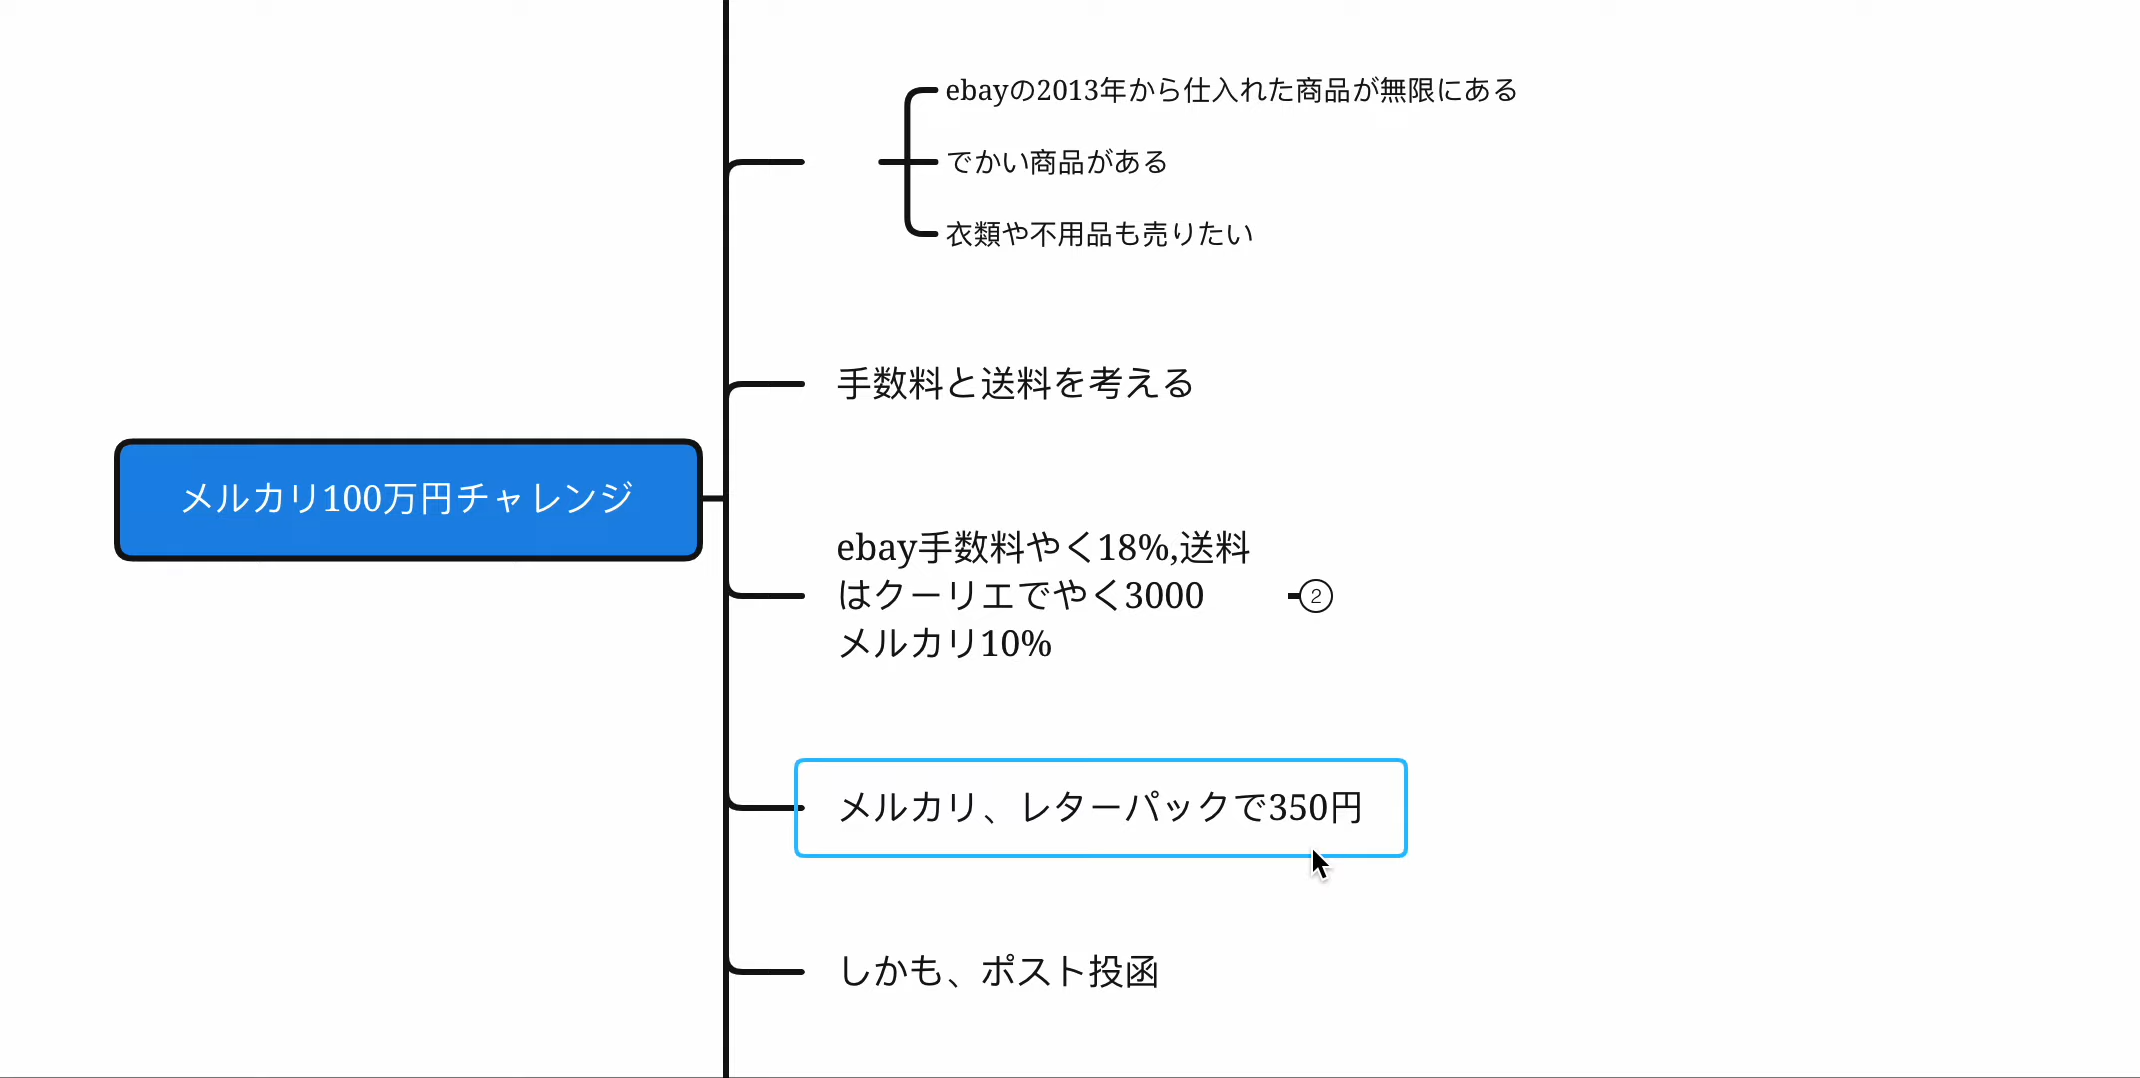 ebayの2013年から仕入れた商品が無限にある
でかい商品がある
衣類や不用品も売りたい
手数料と送料を考える
メルカリ100万円チャレンジ
ebay手数料やく18%,送料
はクーリエでやく3000
メルカリ10%
2
メルカリ、レターパックで350円
しかも、ポスト投函